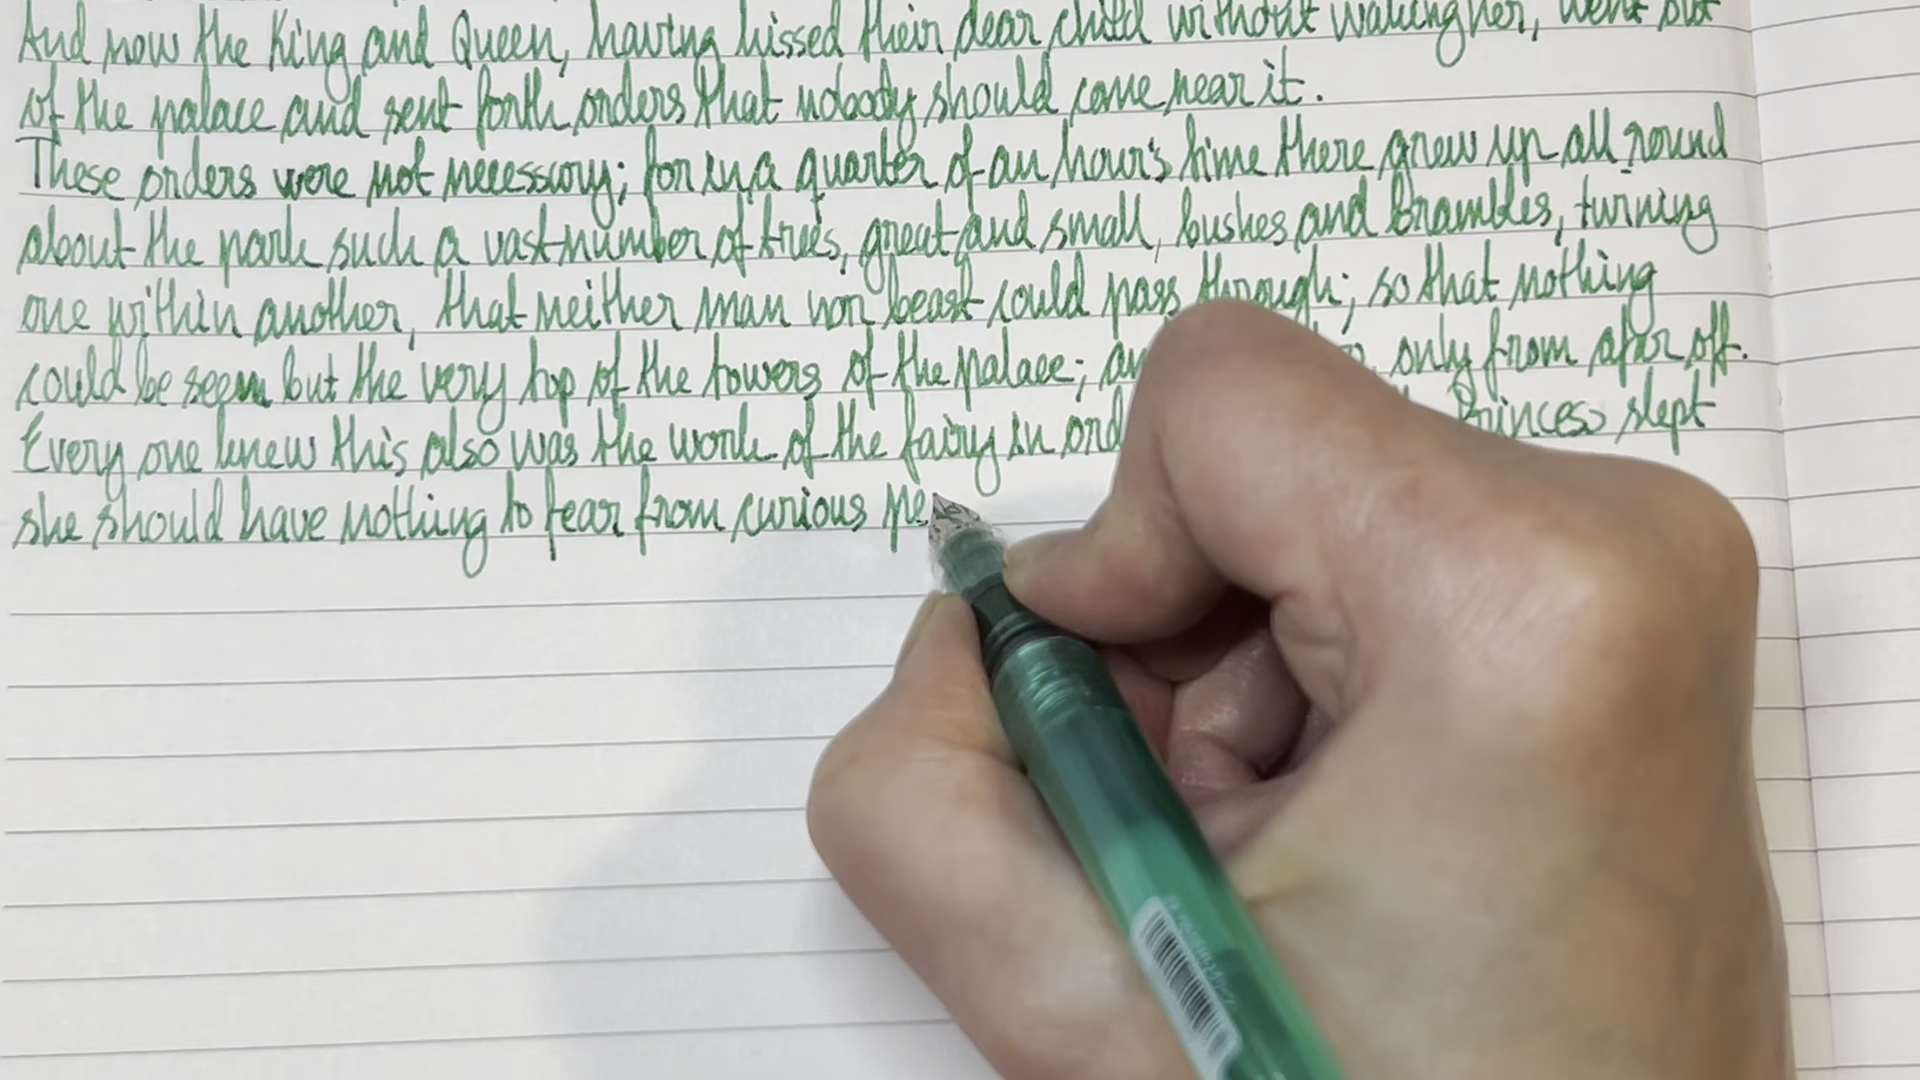 And now the King and Queen, having kissed their dear child without waking her, went out
of the palace and sent forth orders that nobody should come near it.
These orders were not necessary; for in a quarter of an hour's time there grew up all round
about the park such a vast number of trees, great and small, bushes and brambles, twining
one within another, that neither man nor beast could pass through; so that nothing
could be seen but the very top of the towers of the palace; an only from afar off.
Every one knew this also was the work of the fairy in ord Princess slept
she should have nothing to fear from curious pe